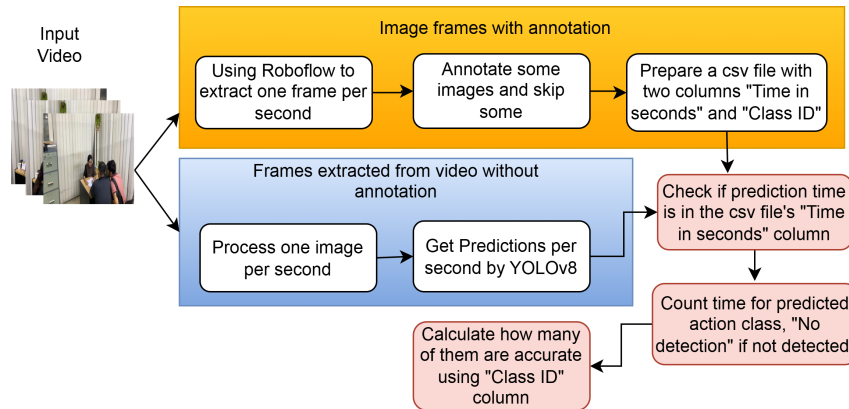 Input
Video
Image frames with annotation
Using Roboflow to
extract one frame per
second
Annotate some
images and skip
some
Prepare a csv file with
two columns "Time in
seconds" and "Class ID"
Frames extracted from video without
annotation
Process one image
per second
Get Predictions per
second by YOLOv8
Check if prediction time
is in the csv file's "Time
in seconds" column
Count time for predicted
action class, "No
detection" if not detected
Calculate how many
of them are accurate
using "Class ID"
column